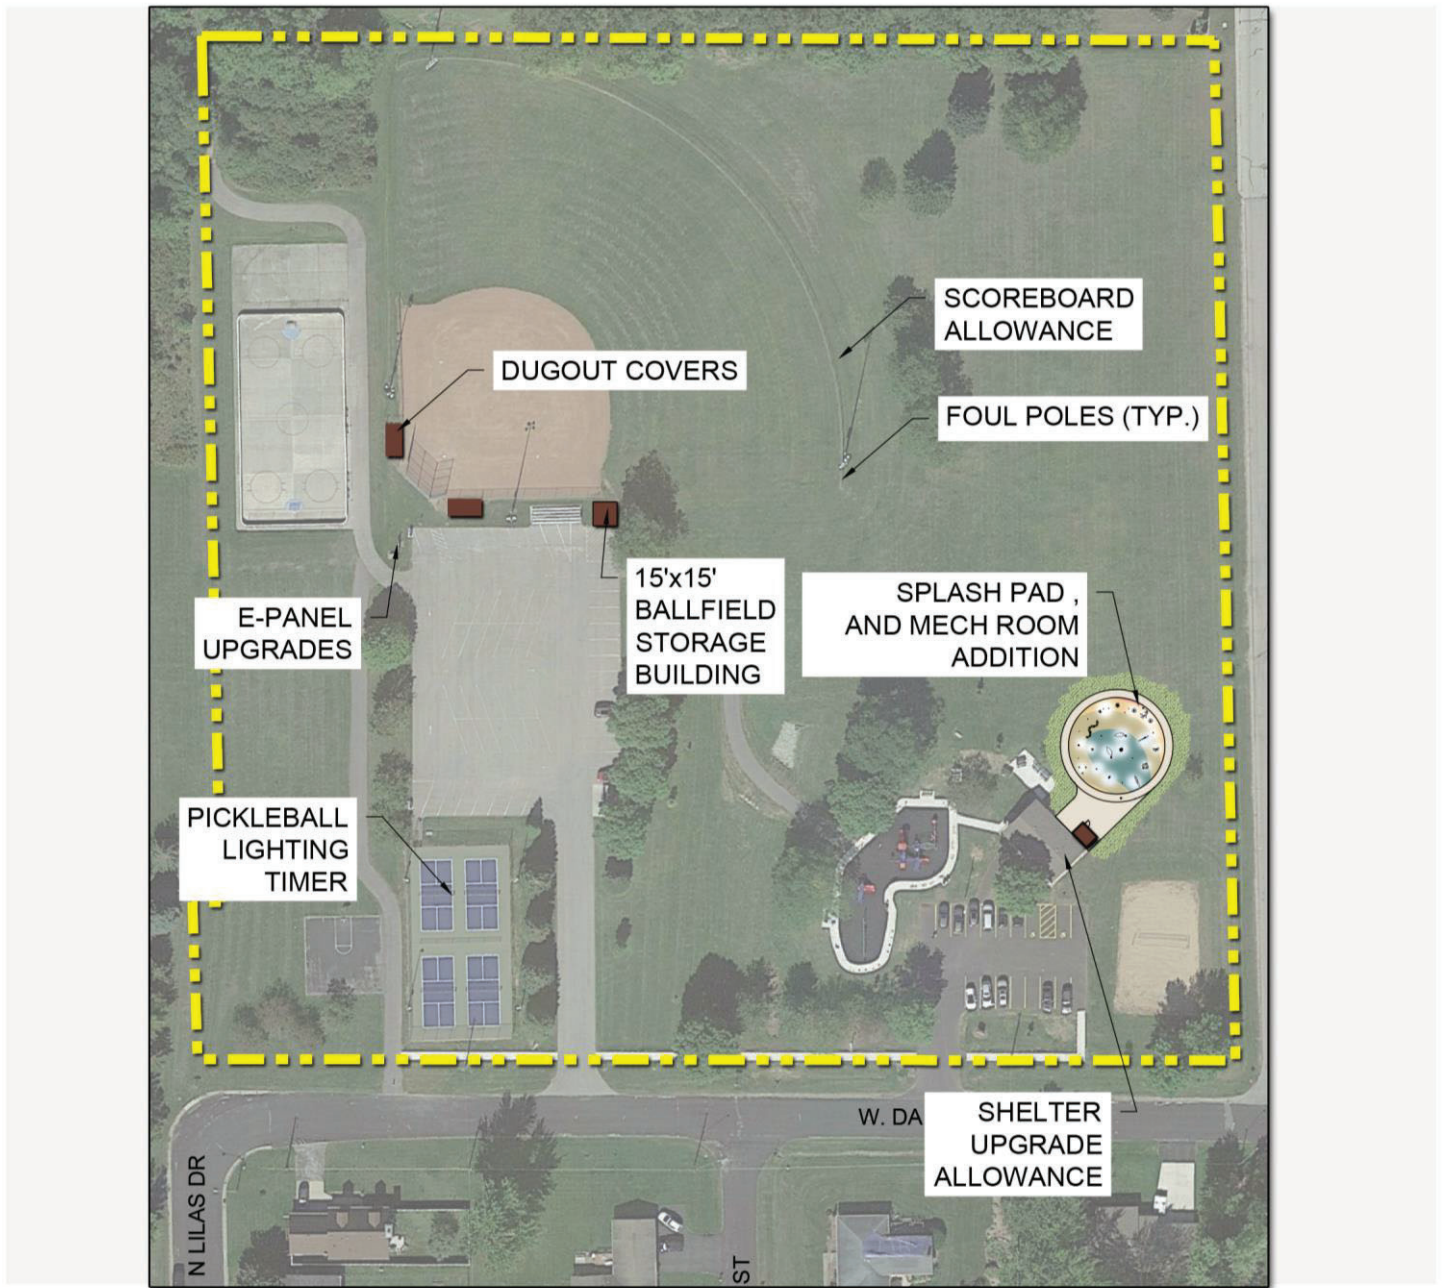 SCOREBOARD
ALLOWANCE
DUGOUT COVERS
FOUL POLES (TYP.)
15'x15'
BALLFIELD
STORAGE
BUILDING
SPLASH PAD ,
AND MECH ROOM
ADDITION
E-PANEL
UPGRADES
PICKLEBALL
LIGHTING
TIMER
W. DA
SHELTER
UPGRADE
ALLOWANCE
N LILAS DR
ST